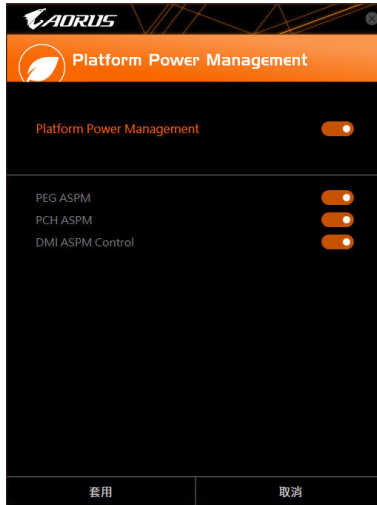 AORUS
Platform Power Management
Platform Power Management
PEG ASPM
PCH ASPM
DMI ASPM Control
套用
取消